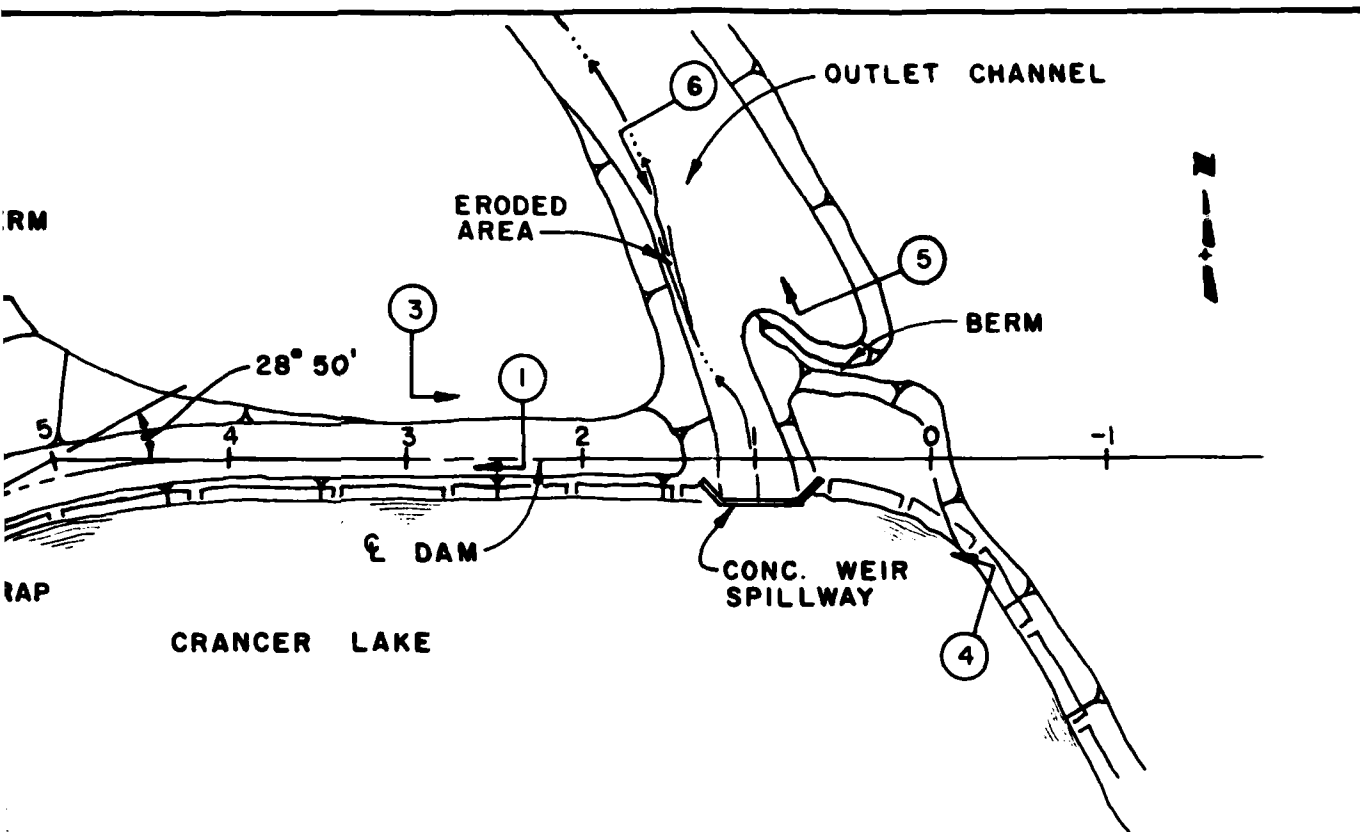 6
OUTLET CHANNEL
ERODED
AREA
5
BERM
3
28° 50'
1
5 4 3 2 1 0 -1
℄ DAM
CONC. WEIR
SPILLWAY
CRANCER LAKE
4